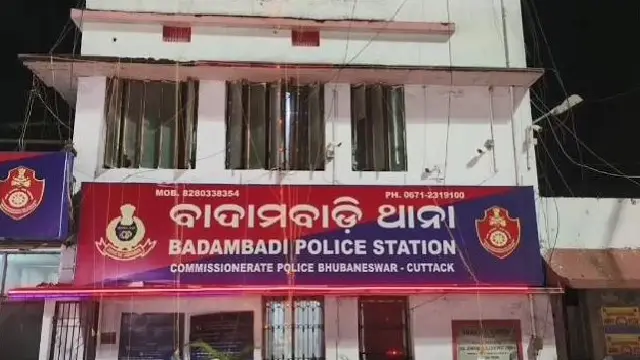 MOB. 8280338354 PH. 0671-2319100
ବାଦାମବାଡ଼ି ଥାନା
BADAMBADI POLICE STATION
COMMISSIONERATE POLICE BHUBANESWAR - CUTTACK